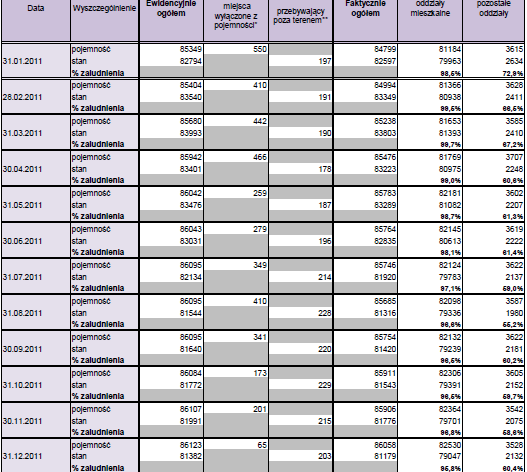 Data Wyszczególnienie Ewidencyjnie ogółem miejsca wyłączone z pojemności* przebywający poza terenem** Faktycznie ogółem oddziały mieszkalne pozostałe oddziały
31.01.2011
pojemność 85349 550 84799 81184 3615
stan 82794 197 82597 79963 2634
% zaludnienia 98,5% 72,9%
28.02.2011
pojemność 85404 410 84994 81366 3628
stan 83540 191 83349 80938 2411
% zaludnienia 99,5% 66,5%
31.03.2011
pojemność 85680 442 85238 81653 3585
stan 83993 190 83803 81393 2410
% zaludnienia 99,7% 67,2%
30.04.2011
pojemność 85942 466 85476 81769 3707
stan 83401 178 83223 80975 2248
% zaludnienia 99,0% 60,6%
31.05.2011
pojemność 86042 259 85783 82181 3602
stan 83476 187 83289 81082 2207
% zaludnienia 98,7% 61,3%
30.06.2011
pojemność 86043 279 85764 82145 3619
stan 83031 196 82835 80613 2222
% zaludnienia 98,1% 61,4%
31.07.2011
pojemność 86095 349 85746 82124 3622
stan 82134 214 81920 79783 2137
% zaludnienia 97,1% 59,0%
31.08.2011
pojemność 86095 410 85685 82098 3587
stan 81544 228 81316 79336 1980
% zaludnienia 96,6% 55,2%
30.09.2011
pojemność 86095 341 85754 82132 3622
stan 81640 220 81420 79239 2181
% zaludnienia 96,5% 60,2%
31.10.2011
pojemność 86084 173 85911 82306 3605
stan 81772 229 81543 79391 2152
% zaludnienia 96,5% 59,7%
30.11.2011
pojemność 86107 201 85906 82364 3542
stan 81991 215 81776 79701 2075
% zaludnienia 96,8% 58,6%
31.12.2011
pojemność 86123 65 86058 82530 3528
stan 81382 203 81179 79047 2132
% zaludnienia 95,8% 60,4%